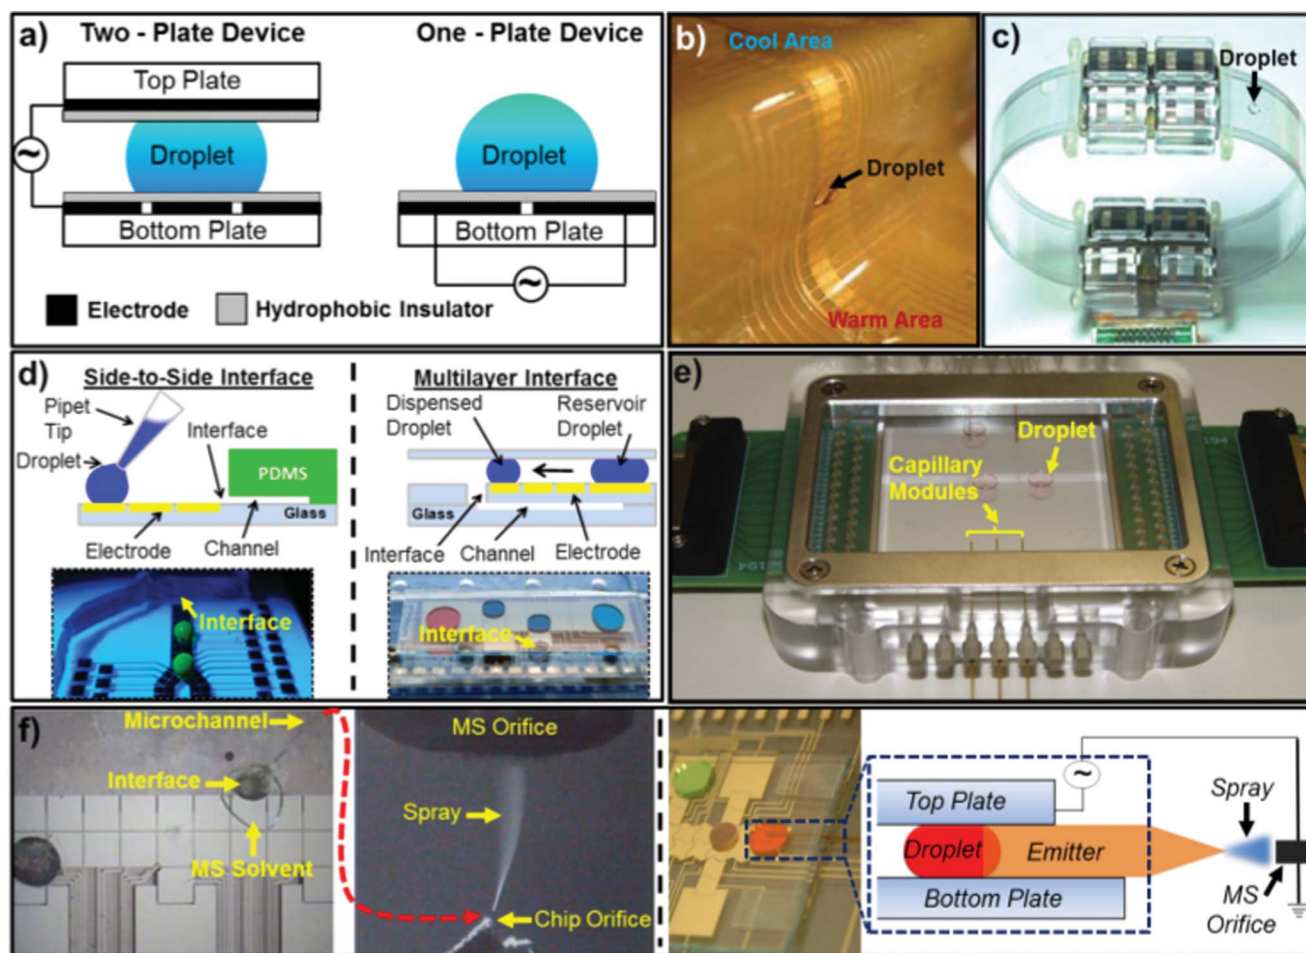 a)
Two - Plate Device
One - Plate Device
Top Plate
Droplet
Droplet
~
Bottom Plate
Bottom Plate
~
Electrode
Hydrophobic Insulator
b)
Cool Area
Droplet
Warm Area
c)
Droplet
d)
Side-to-Side Interface
Pipet
Tip
Interface
Droplet
PDMS
Glass
Electrode
Channel
Interface
Multilayer Interface
Dispensed
Droplet
Reservoir
Droplet
Glass
Interface
Channel
Electrode
Interface
e)
Droplet
Capillary
Modules
194
f)
Microchannel
Interface
MS Solvent
MS Orifice
Spray
Chip Orifice
~
Top Plate
Spray
Droplet
Emitter
Bottom Plate
MS
Orifice